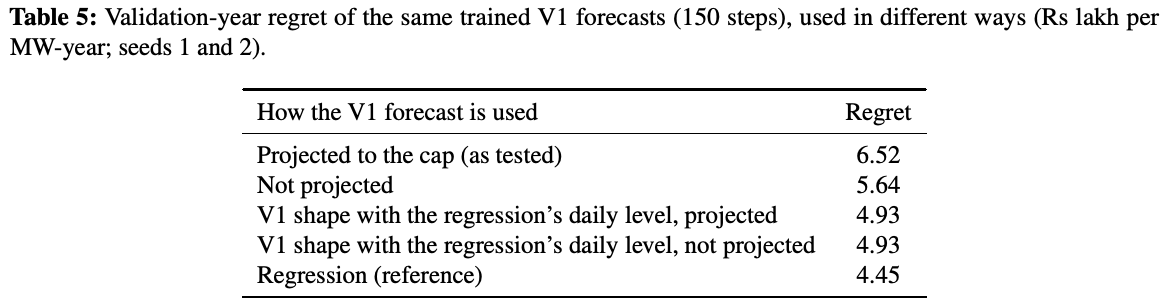 Table 5: Validation-year regret of the same trained V1 forecasts (150 steps), used in different ways (Rs lakh per
MW-year; seeds 1 and 2).
How the V1 forecast is used Regret
Projected to the cap (as tested) 6.52
Not projected 5.64
V1 shape with the regression’s daily level, projected 4.93
V1 shape with the regression’s daily level, not projected 4.93
Regression (reference) 4.45